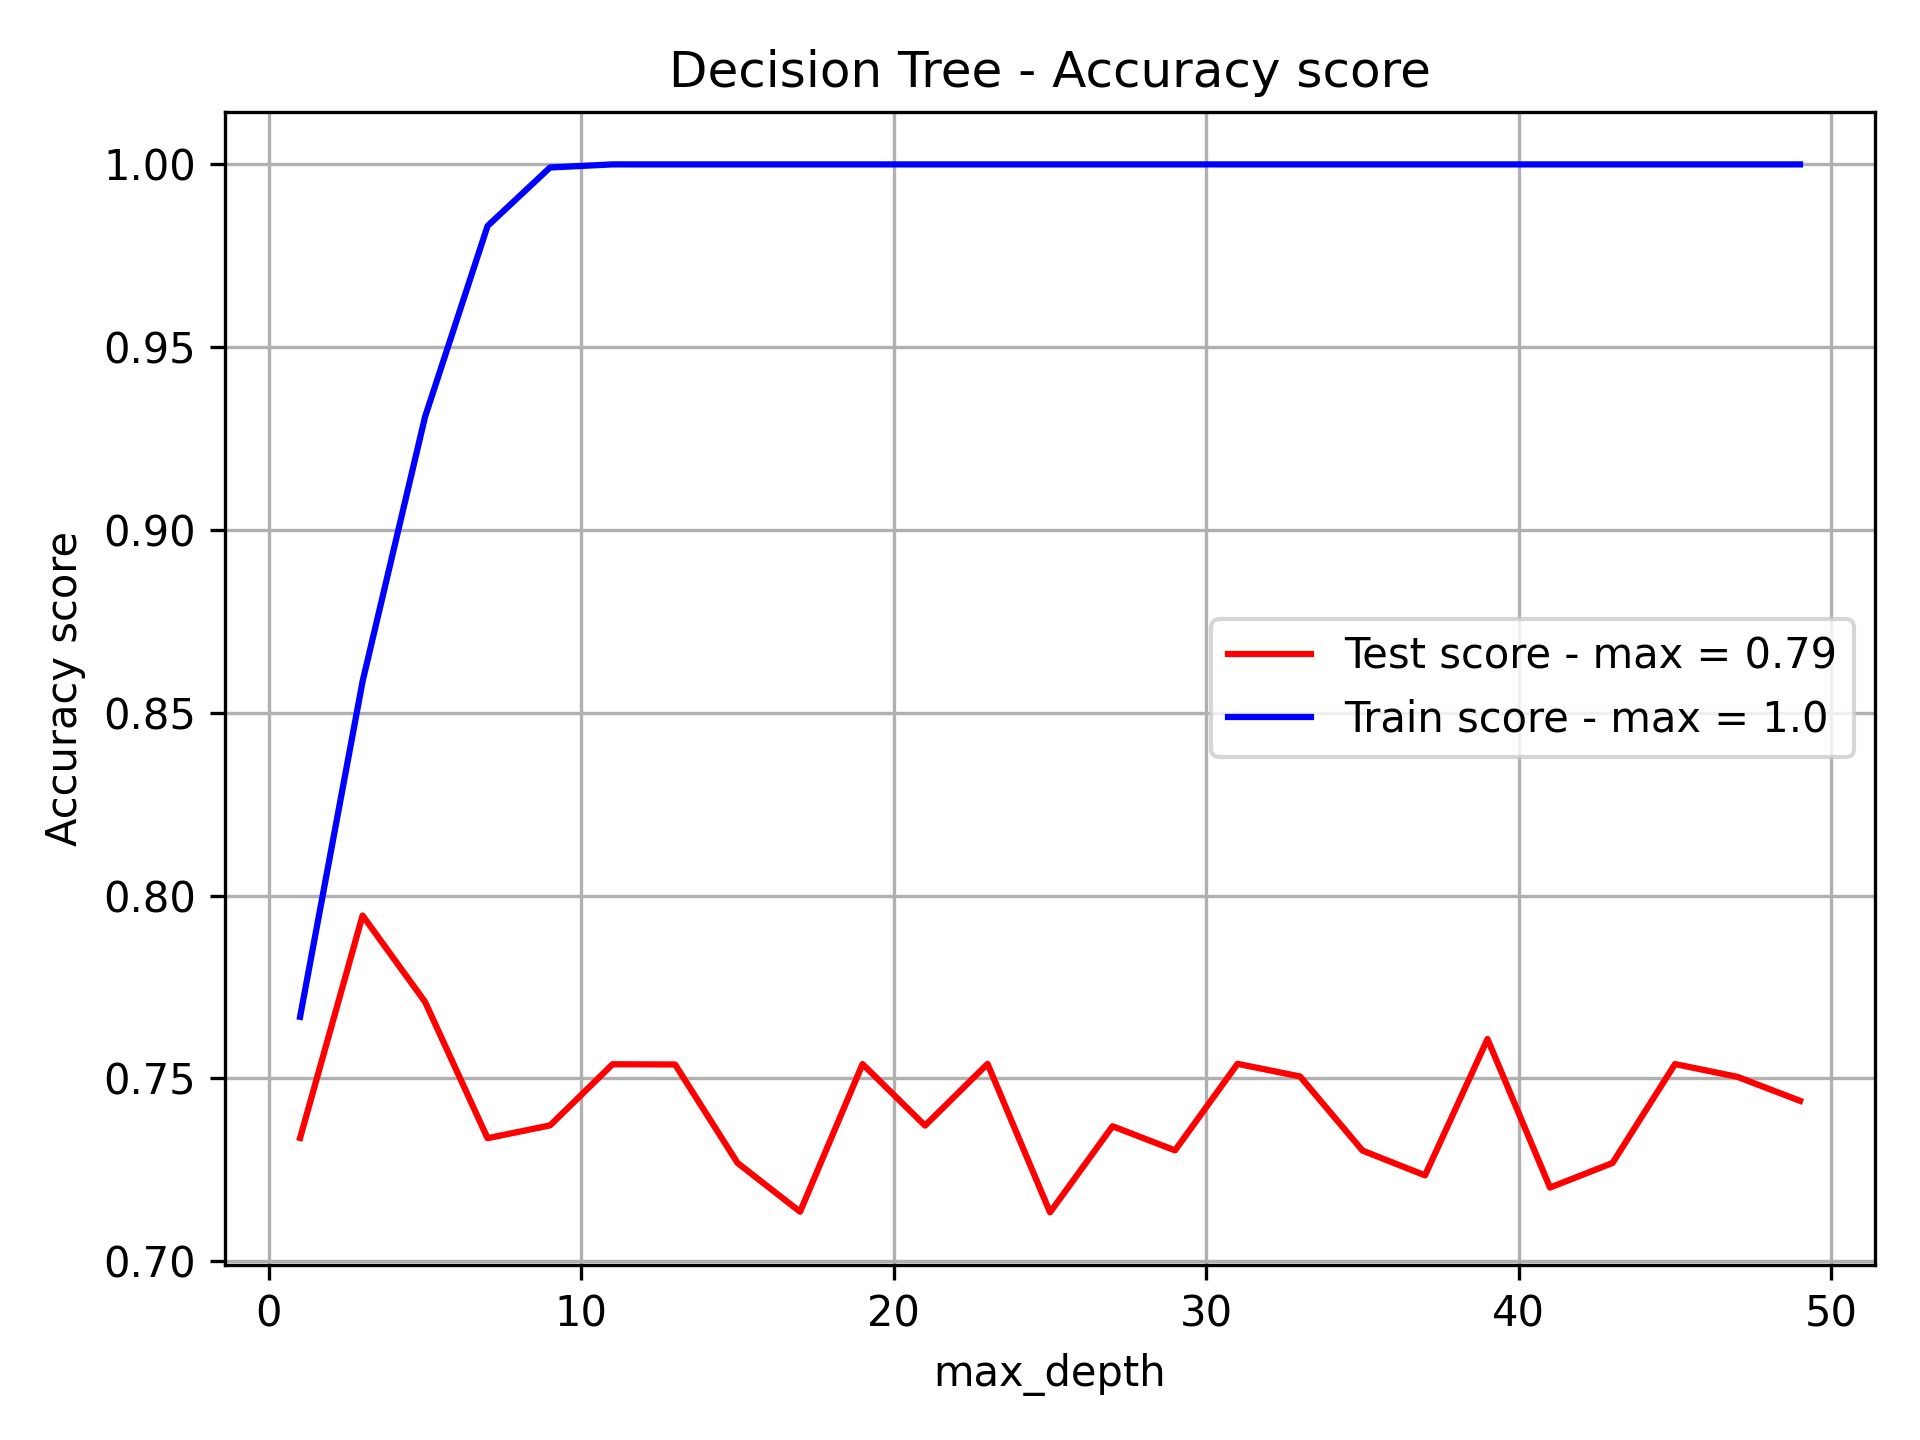 Decision Tree - Accuracy score
1.00
0.95
0.90
0.85
0.80
0.75
0.70
Accuracy score
Test score - max = 0.79
Train score - max = 1.0
0 10 20 30 40 50
max_depth